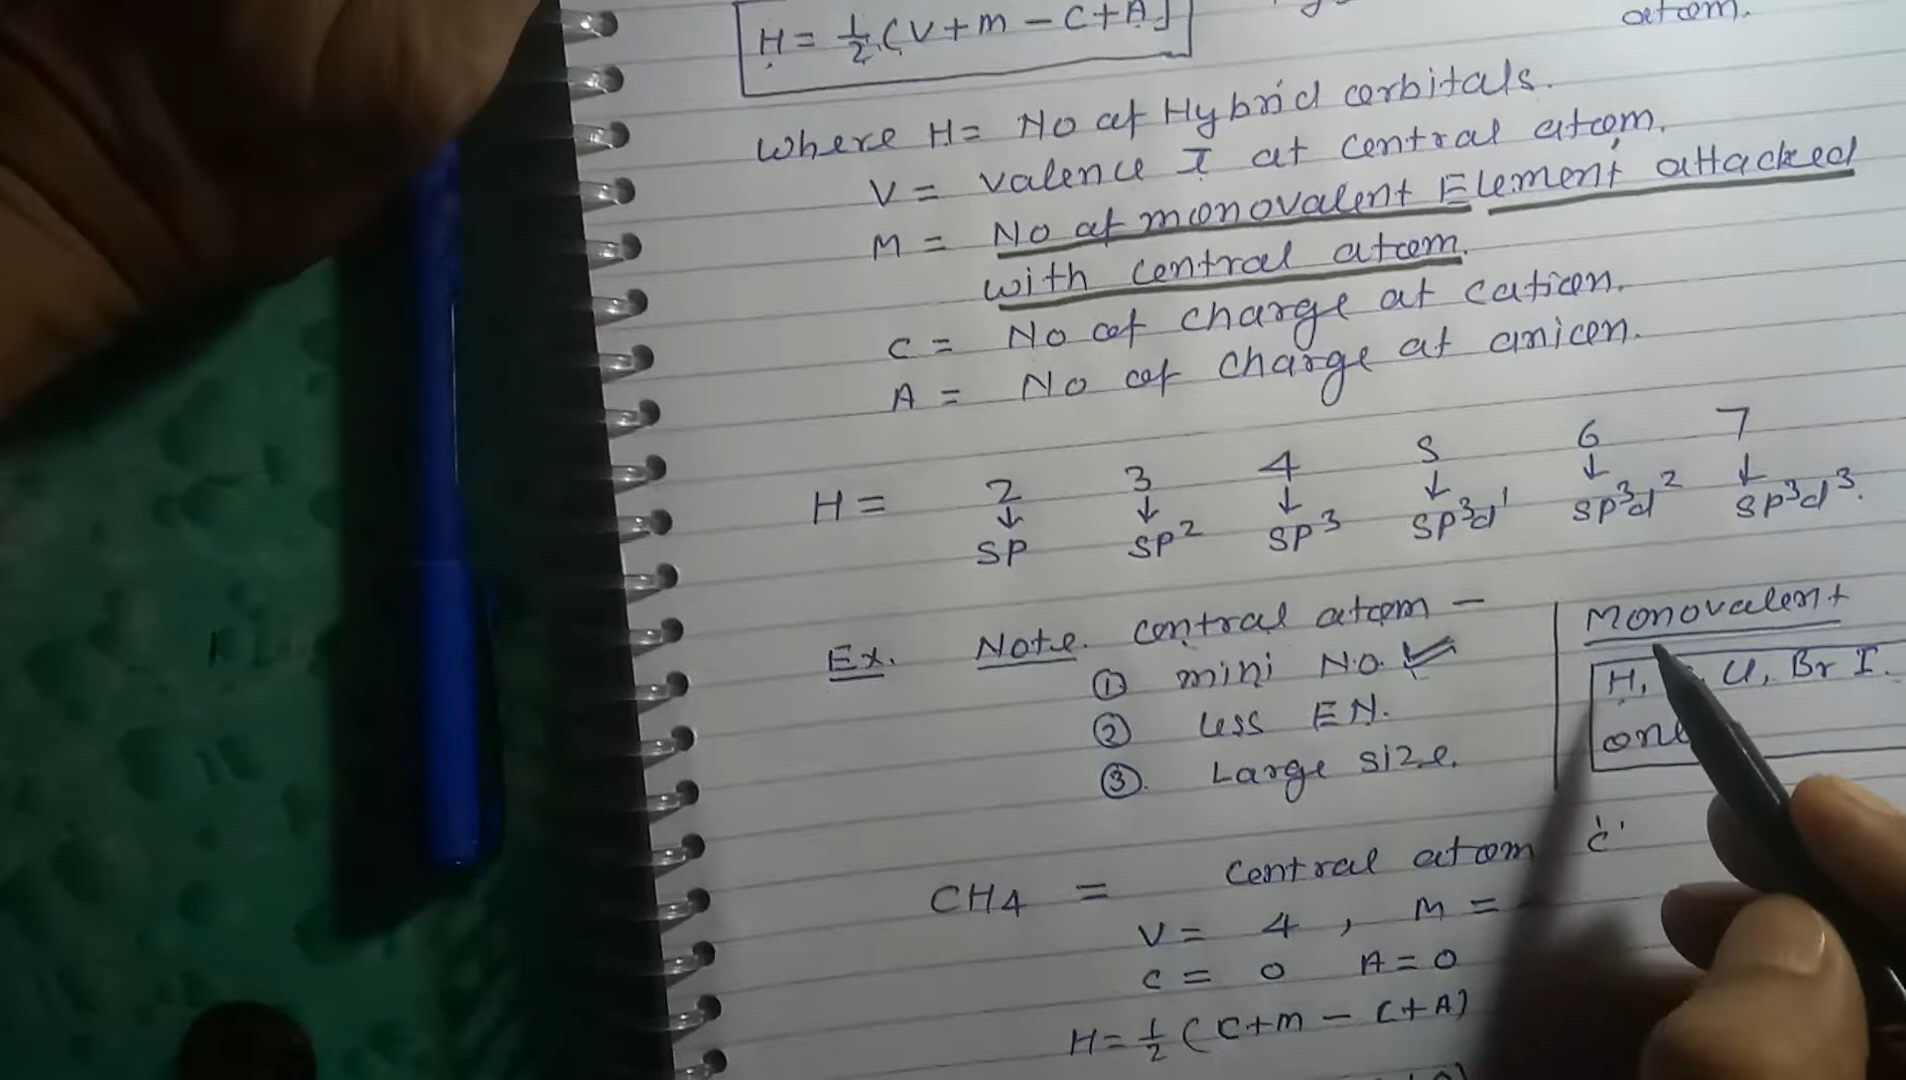 H = 1/2 (V + M - C + A]
atom.
where H = No of Hybrid orbitals.
V = valence I at central atom.
M = No of monovalent Element attacked
with central atom.
C = No of charge at cation.
A = No of charge at anion.
H = 2 3 4 5 6 7
↓ ↓ ↓ ↓ ↓ ↓
SP SP² SP³ SP³d¹ SP³d² SP³d³.
Ex. Note. Central atom –
① mini NO. ✓
② Less EN.
③. Large size.
Monovalent
H, Cl, Br I.
CH4 = Central atom 'C'
V = 4, M =
C = 0 A = 0
H = 1/2 (C + M - C + A)